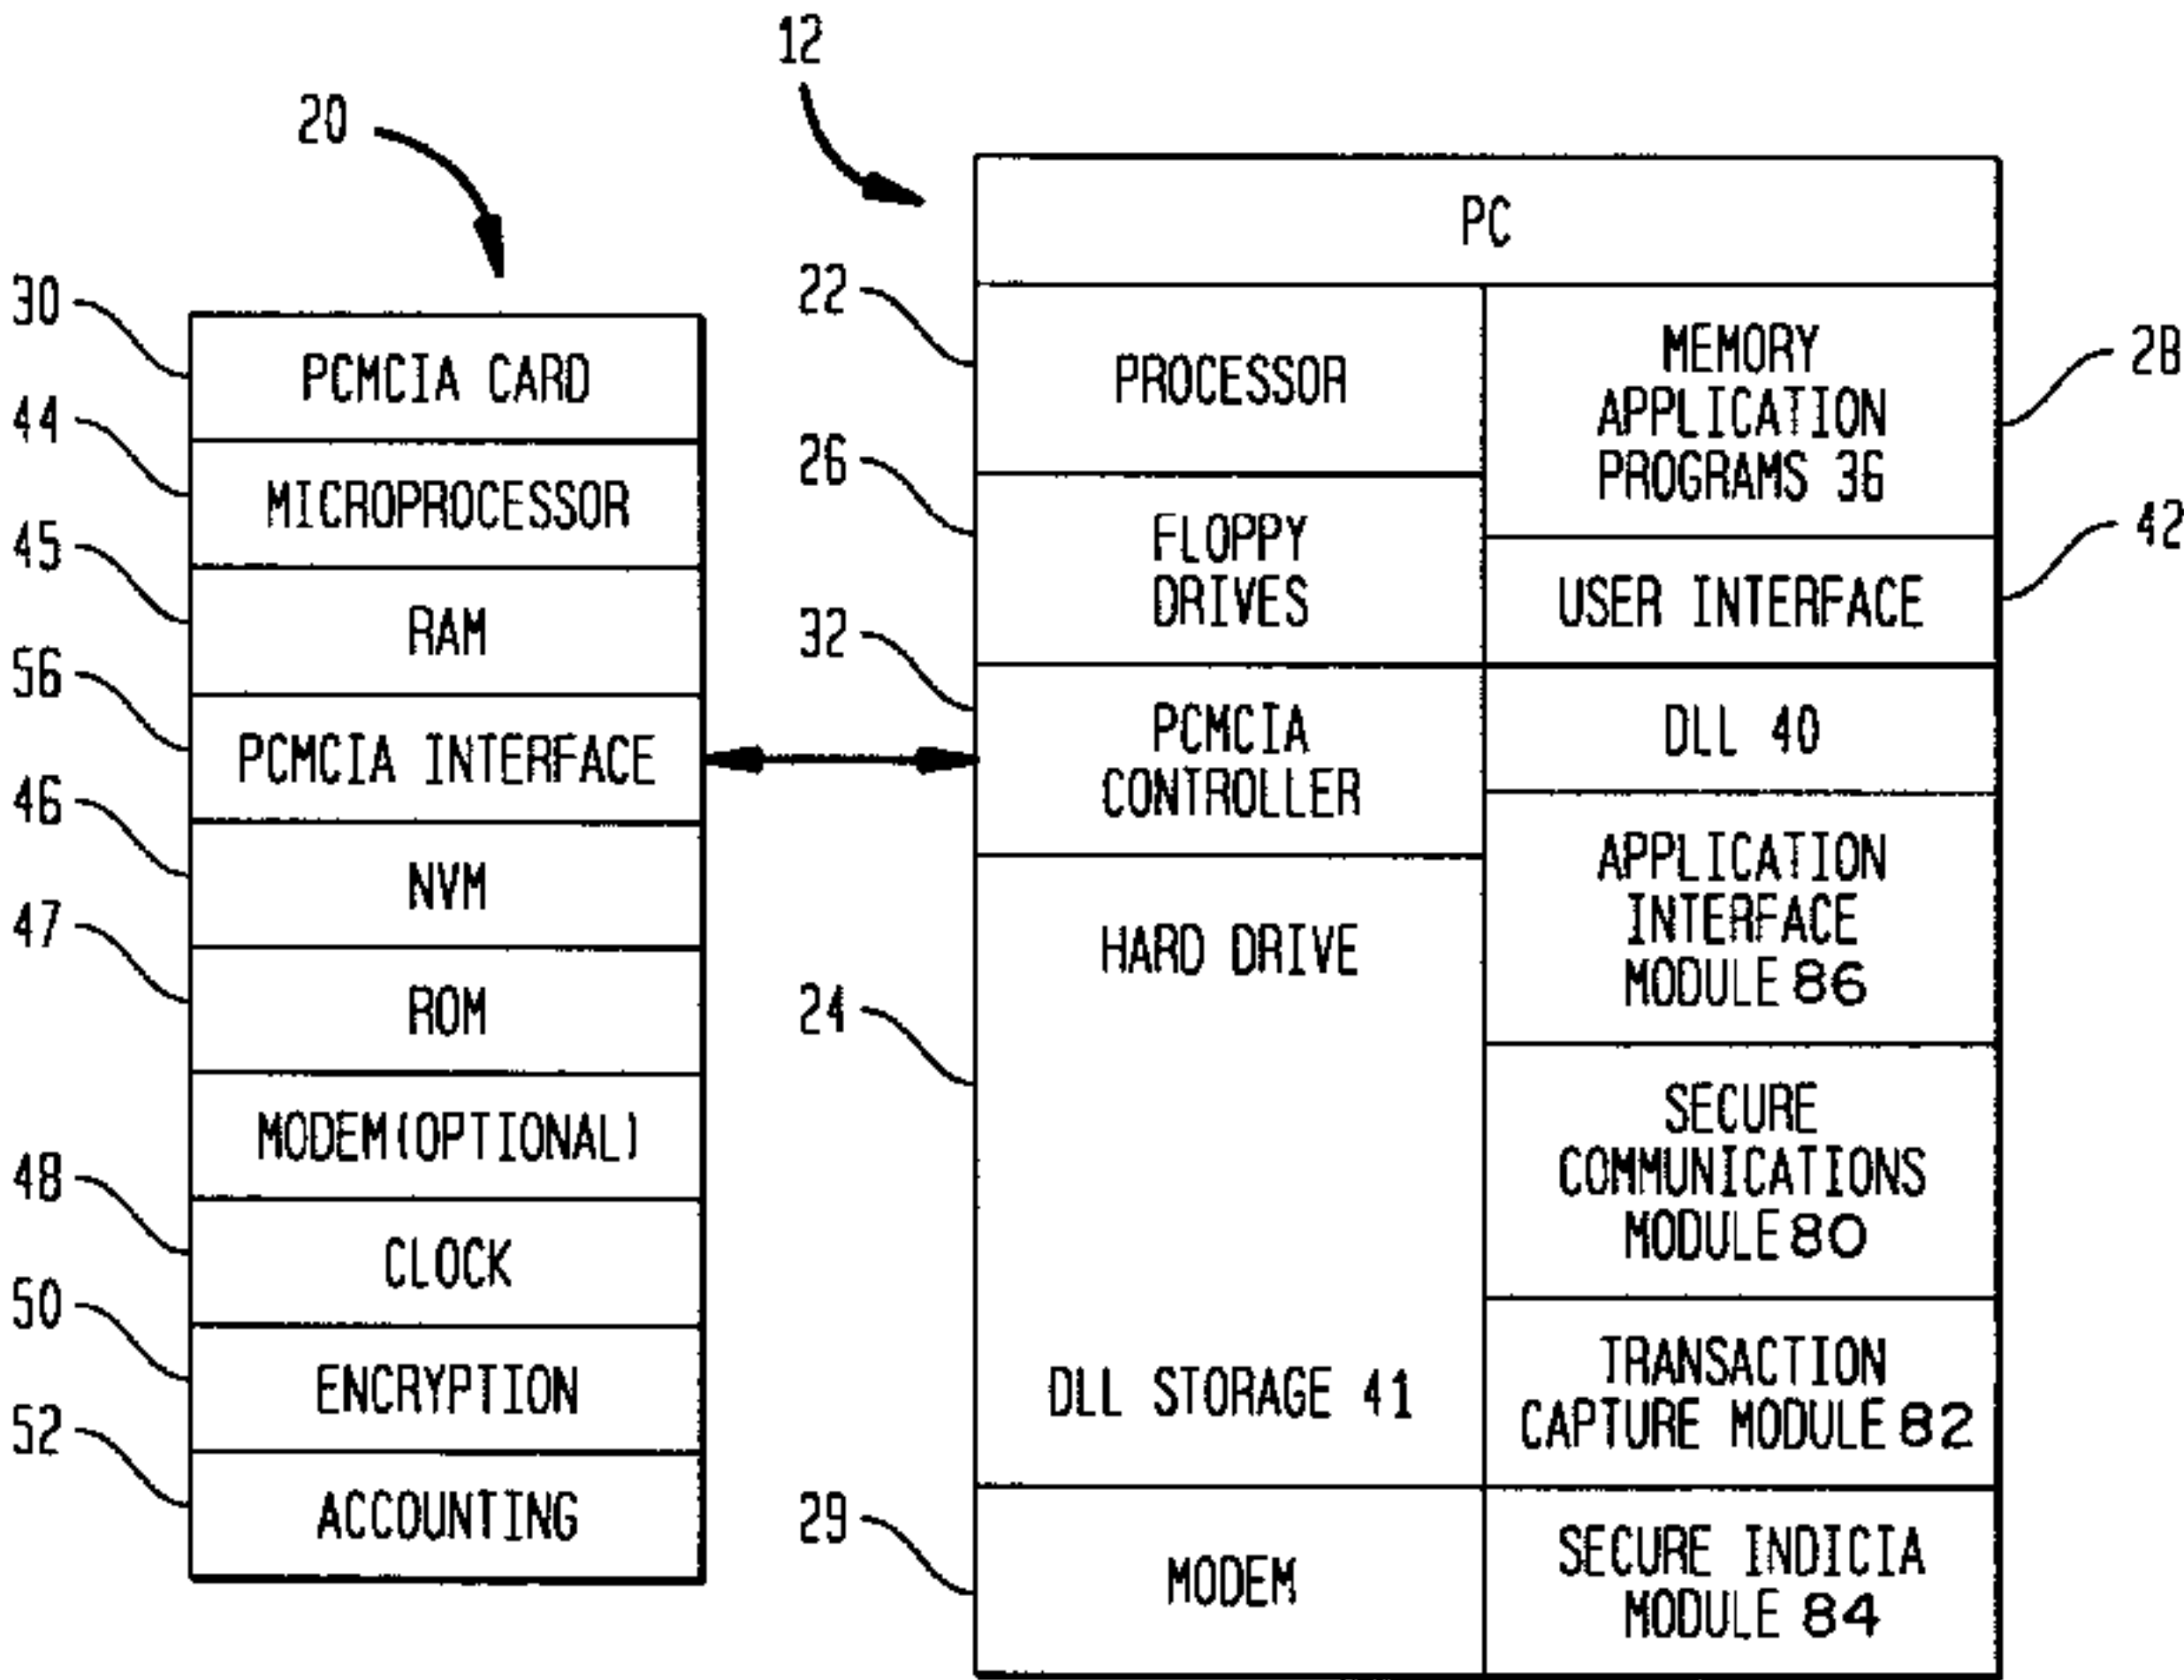 12
20
PC
30
PCMCIA CARD
44
MICROPROCESSOR
45
RAM
56
PCMCIA INTERFACE
46
NVM
47
ROM
MODEM(OPTIONAL)
48
CLOCK
50
ENCRYPTION
52
ACCOUNTING
22
PROCESSOR
26
FLOPPY
DRIVES
32
PCMCIA
CONTROLLER
24
HARD DRIVE
DLL STORAGE 41
29
MODEM
MEMORY
APPLICATION
PROGRAMS 36
28
USER INTERFACE
42
DLL 40
APPLICATION
INTERFACE
MODULE 86
SECURE
COMMUNICATIONS
MODULE 80
TRANSACTION
CAPTURE MODULE 82
SECURE INDICIA
MODULE 84